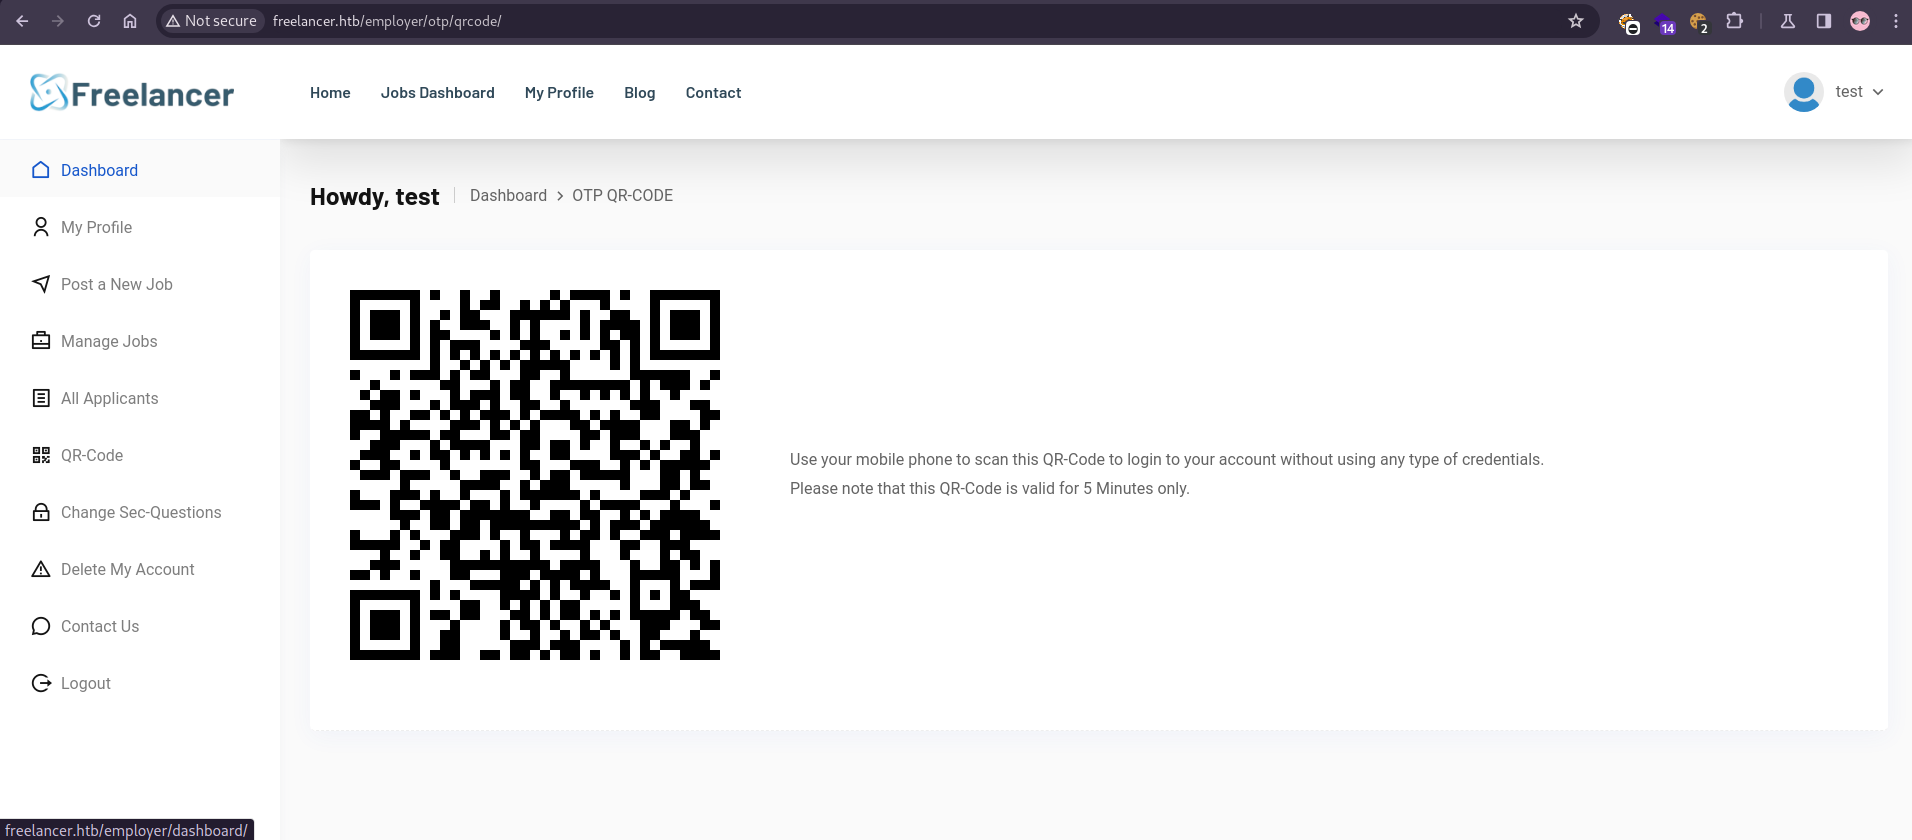 Not secure freelancer.htb/employer/otp/qrcode/ 14 2
Freelancer Home Jobs Dashboard My Profile Blog Contact test
Dashboard
My Profile
Post a New Job
Manage Jobs
All Applicants
QR-Code
Change Sec-Questions
Delete My Account
Contact Us
Logout
Howdy, test Dashboard > OTP QR-CODE
Use your mobile phone to scan this QR-Code to login to your account without using any type of credentials.
Please note that this QR-Code is valid for 5 Minutes only.
freelancer.htb/employer/dashboard/